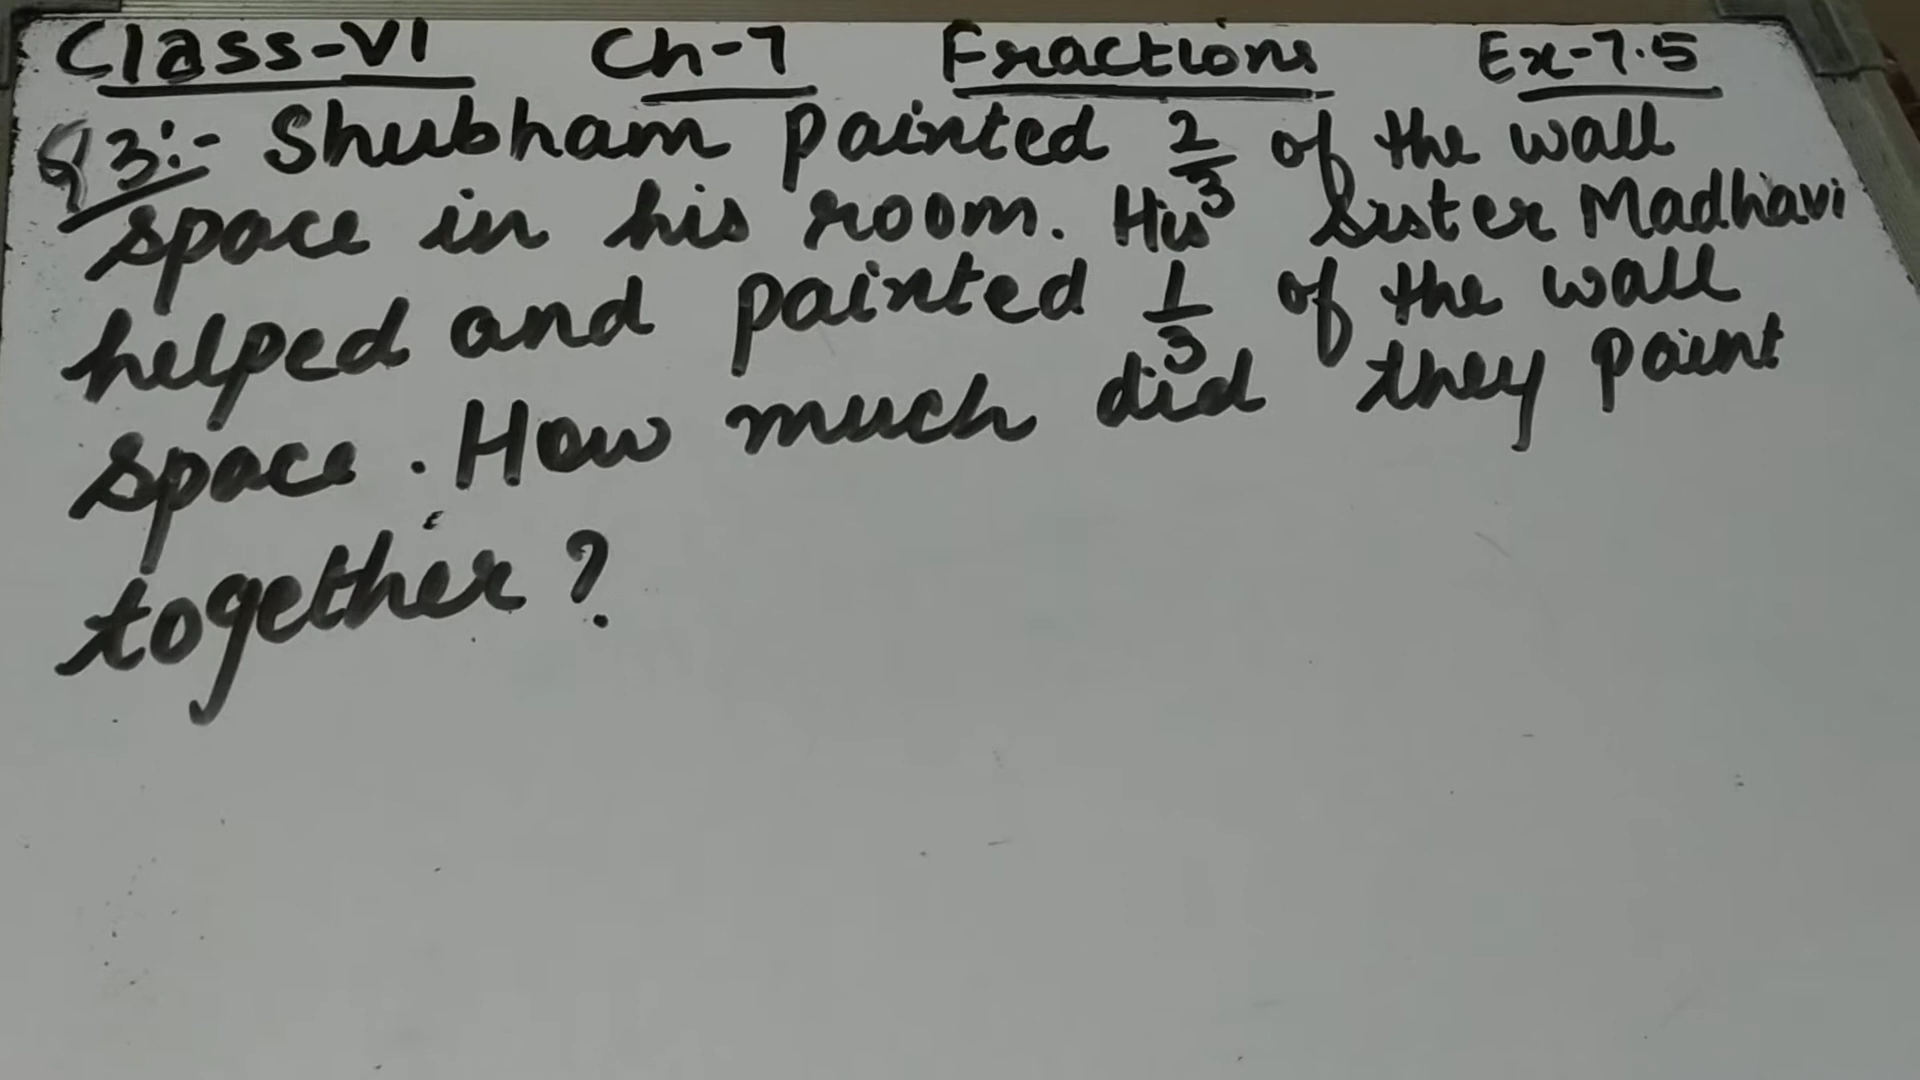 Class-VI Ch-7 Fractions Ex-7.5
Q3:- Shubham painted 2/3 of the wall
space in his room. His sister Madhavi
helped and painted 1/3 of the wall
space. How much did they paint
together?